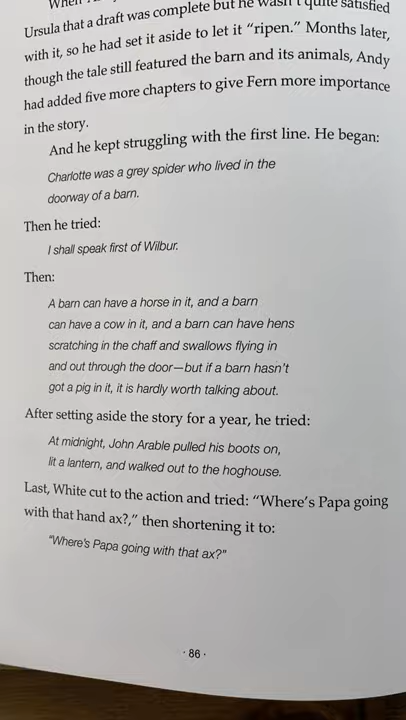 When
but he wasn't quite satisfied
Ursula that a draft was complete
with it, so he had set it aside to let it “ripen.” Months later,
though the tale still featured the barn and its animals, Andy
had added five more chapters to give Fern more importance
in the story.
And he kept struggling with the first line. He began:
Charlotte was a grey spider who lived in the
doorway of a barn.
Then he tried:
I shall speak first of Wilbur.
Then:
A barn can have a horse in it, and a barn
can have a cow in it, and a barn can have hens
scratching in the chaff and swallows flying in
and out through the door—but if a barn hasn't
got a pig in it, it is hardly worth talking about.
After setting aside the story for a year, he tried:
At midnight, John Arable pulled his boots on,
lit a lantern, and walked out to the hoghouse.
Last, White cut to the action and tried: “Where's Papa going
with that hand ax?,” then shortening it to:
“Where's Papa going with that ax?”
· 86 ·